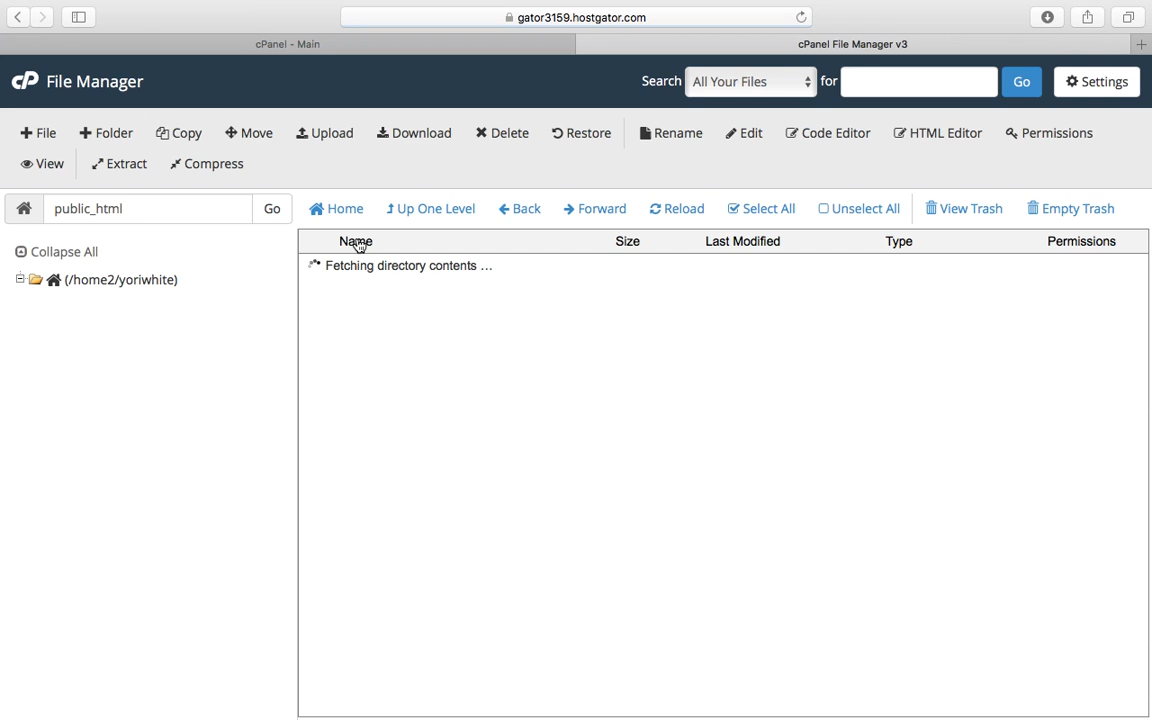 gator3159.hostgator.com
cPanel - Main
cPanel File Manager v3
cP File Manager
Search All Your Files for Go Settings
File Folder Copy Move Upload Download Delete Restore Rename Edit Code Editor HTML Editor Permissions
View Extract Compress
public_html Go Home Up One Level Back Forward Reload Select All Unselect All View Trash Empty Trash
Name Size Last Modified Type Permissions
Collapse All
Fetching directory contents ...
(/home2/yoriwhite)